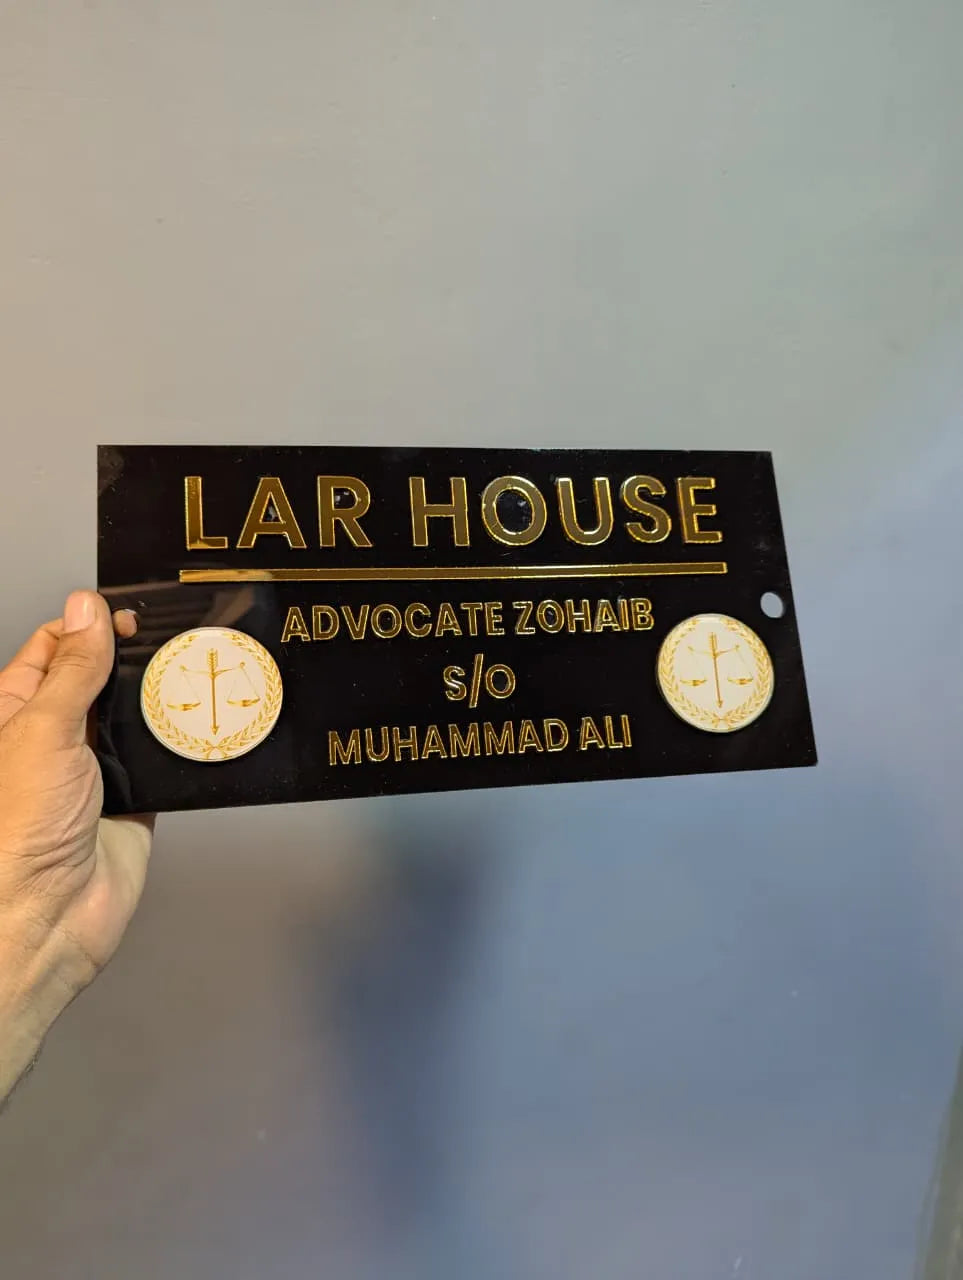 LAR HOUSE
ADVOCATE ZOHAIB
S/O
MUHAMMAD ALI